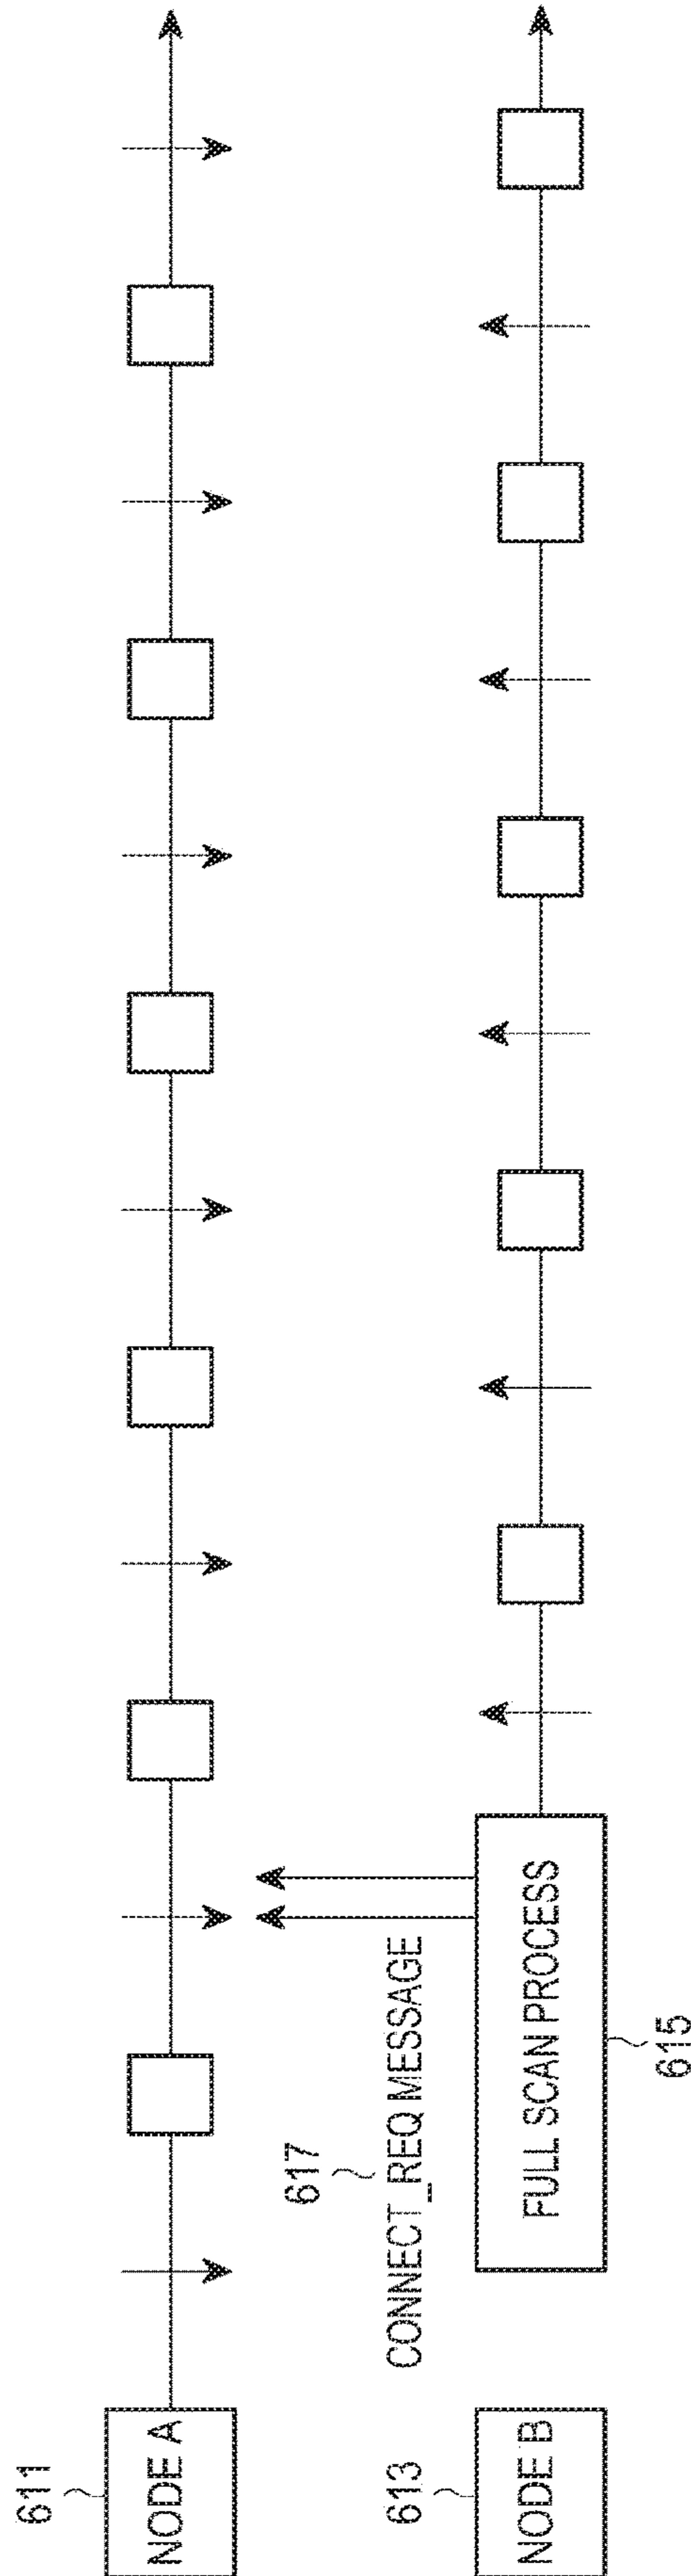 611
NODE A
617
CONNECT_REQ MESSAGE
613
NODE B
FULL SCAN PROCESS
615